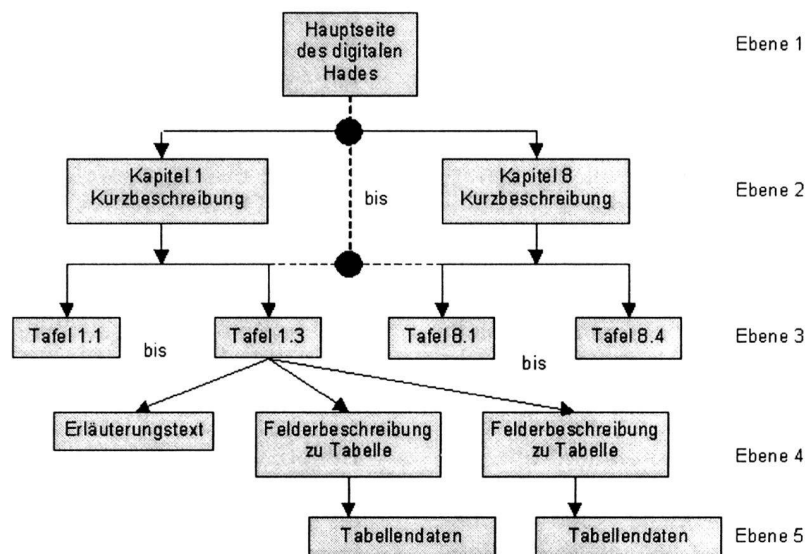 Hauptseite
des digitalen
Hades
Ebene 1
Kapitel 1
Kurzbeschreibung
bis
Kapitel 8
Kurzbeschreibung
Ebene 2
Tafel 1.1
bis
Tafel 1.3
Tafel 8.1
bis
Tafel 8.4
Ebene 3
Erläuterungstext
Felderbeschreibung
zu Tabelle
Felderbeschreibung
zu Tabelle
Ebene 4
Tabellendaten
Tabellendaten
Ebene 5